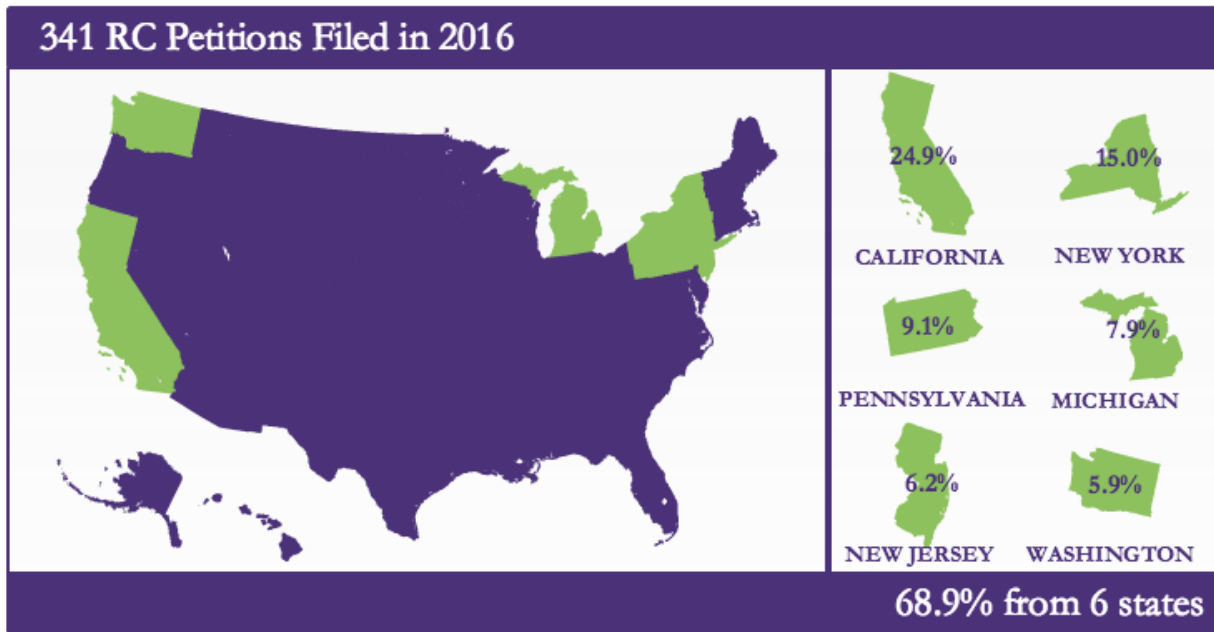 341 RC Petitions Filed in 2016
24.9%
15.0%
CALIFORNIA
NEW YORK
9.1%
7.9%
PENNSYLVANIA
MICHIGAN
6.2%
5.9%
NEW JERSEY
WASHINGTON
68.9% from 6 states